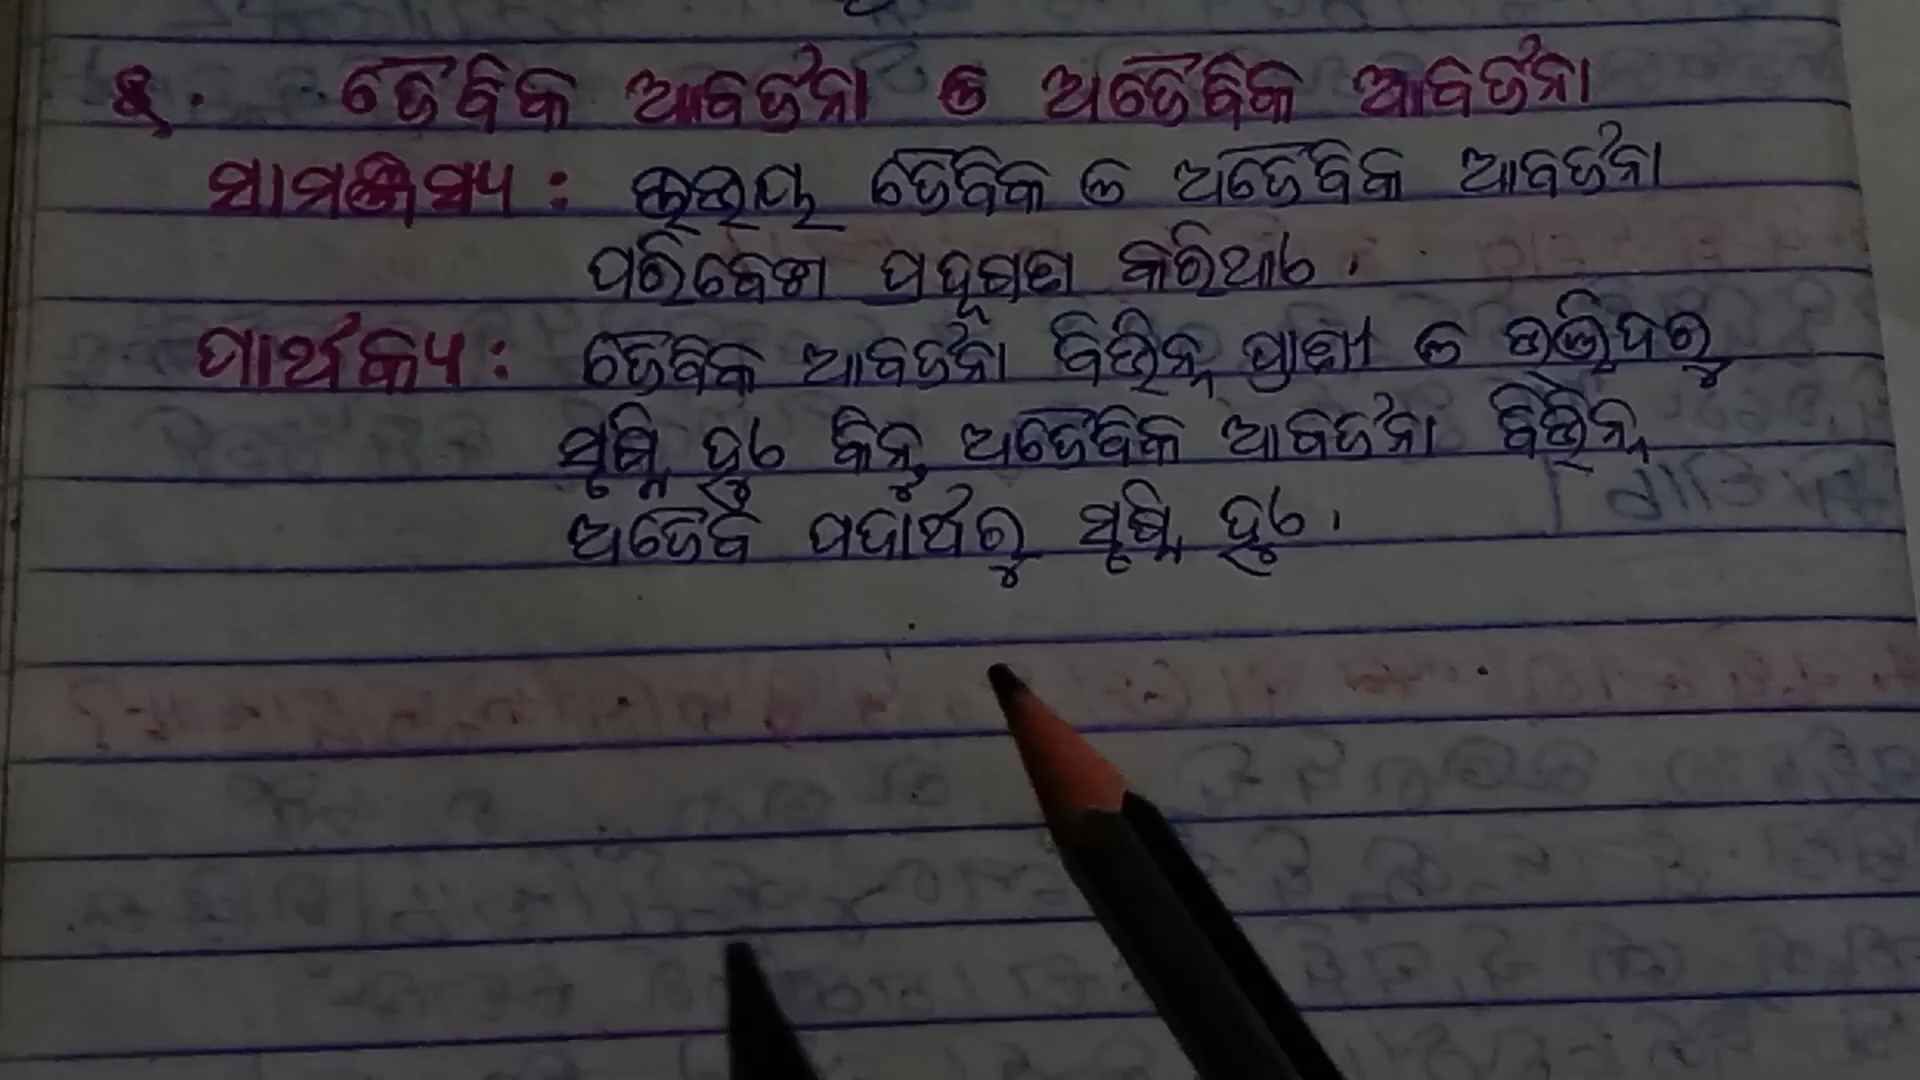 ଝ. ଜୈବିକ ଆବର୍ଜନା ଓ ଅଜୈବିକ ଆବର୍ଜନା
ସାମଞ୍ଜସ୍ୟ : ଉଭୟ ଜୈବିକ ଓ ଅଜୈବିକ ଆବର୍ଜନା
ପରିବେଶ ପ୍ରଦୂଷଣ କରିଥାଏ ।
ପାର୍ଥକ୍ୟ : ଜୈବିକ ଆବର୍ଜନା ବିଭିନ୍ନ ପ୍ରାଣୀ ଓ ଉଦ୍ଭିଦରୁ
ସୃଷ୍ଟି ହୁଏ କିନ୍ତୁ ଅଜୈବିକ ଆବର୍ଜନା ବିଭିନ୍ନ
ଅଜୈବ ପଦାର୍ଥରୁ ସୃଷ୍ଟି ହୁଏ ।